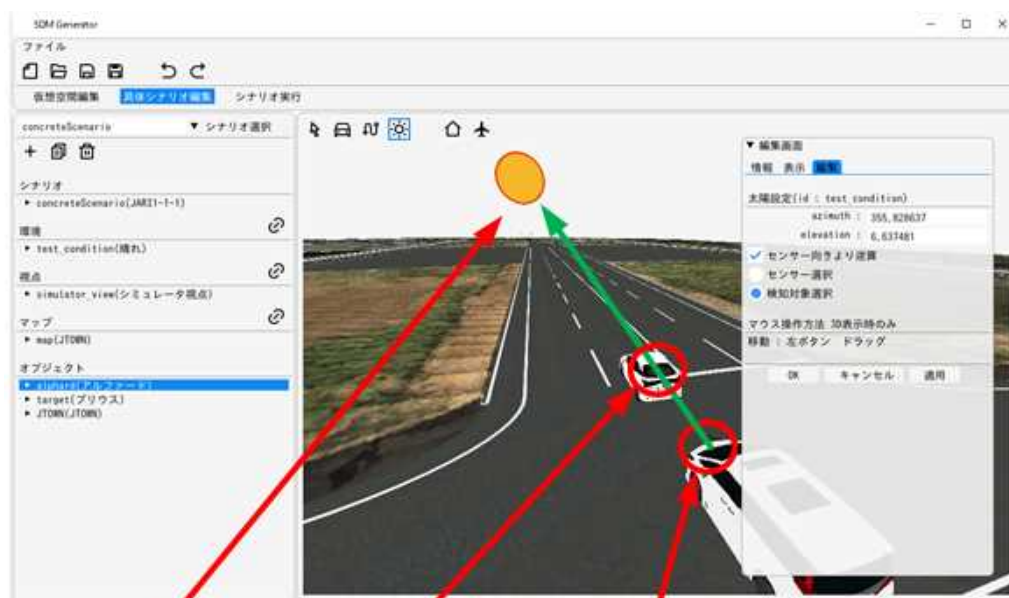 SDM Generator
ファイル
仮想空間編集 具体シナリオ編集 シナリオ実行
concreteScenario ▼ シナリオ選択
シナリオ
▶ concreteScenario(JARI1-1-1)
環境
▶ test_condition(晴れ)
視点
▶ simulator_view(シミュレータ視点)
マップ
▶ map(JTOWN)
オブジェクト
▶ alphard(アルファード)
▶ target(プリウス)
▶ JTOWN(JTOWN)
▼ 編集画面
情報 表示 編集
太陽設定(id : test_condition)
azimuth : 355.828637
elevation : 6.637481
センサー向きより逆算
センサー選択
検知対象選択
マウス操作方法 3D表示時のみ
移動 : 左ボタン ドラッグ
OK キャンセル 適用